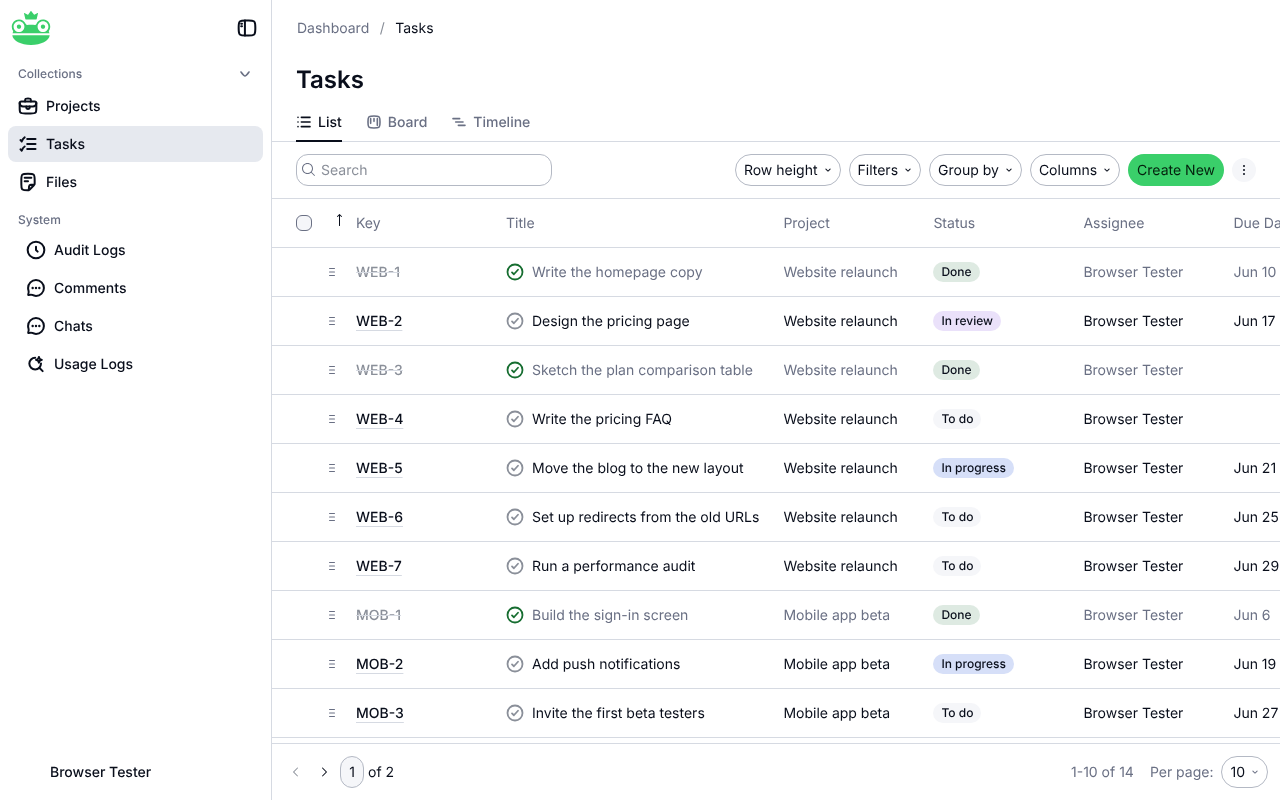 Dashboard / Tasks
Collections
Projects
Tasks
Files
System
Audit Logs
Comments
Chats
Usage Logs
Browser Tester
Tasks
List Board Timeline
Search Row height Filters Group by Columns Create New
Key Title Project Status Assignee Due Da
WEB-1 Write the homepage copy Website relaunch Done Browser Tester Jun 10
WEB-2 Design the pricing page Website relaunch In review Browser Tester Jun 17
WEB-3 Sketch the plan comparison table Website relaunch Done Browser Tester
WEB-4 Write the pricing FAQ Website relaunch To do Browser Tester
WEB-5 Move the blog to the new layout Website relaunch In progress Browser Tester Jun 21
WEB-6 Set up redirects from the old URLs Website relaunch To do Browser Tester Jun 25
WEB-7 Run a performance audit Website relaunch To do Browser Tester Jun 29
MOB-1 Build the sign-in screen Mobile app beta Done Browser Tester Jun 6
MOB-2 Add push notifications Mobile app beta In progress Browser Tester Jun 19
MOB-3 Invite the first beta testers Mobile app beta To do Browser Tester Jun 27
1 of 2 1-10 of 14 Per page: 10